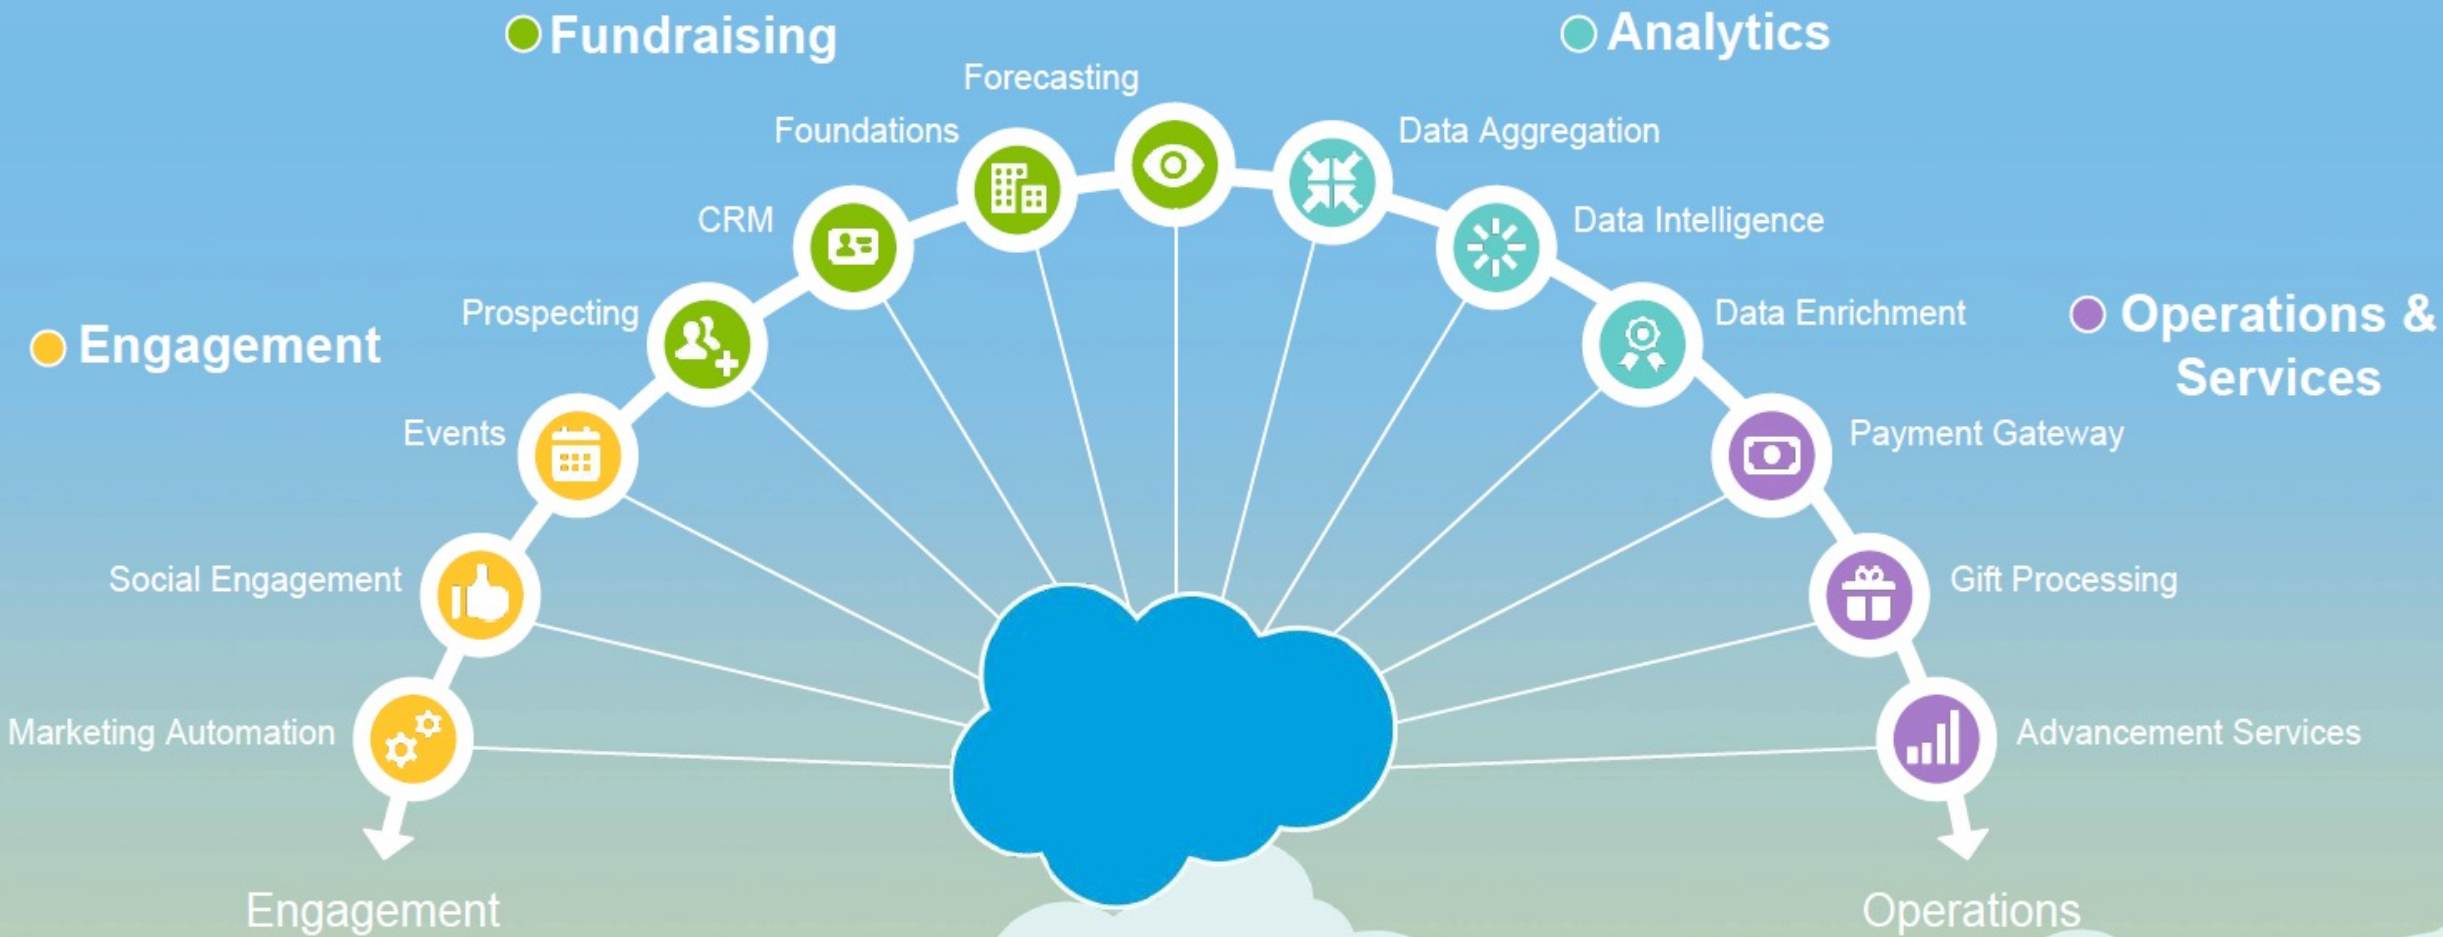 Fundraising
Analytics
Forecasting
Foundations
Data Aggregation
CRM
Data Intelligence
Prospecting
Data Enrichment
Engagement
Operations &
Services
Events
Payment Gateway
Social Engagement
Gift Processing
Marketing Automation
Advancement Services
Engagement
Operations